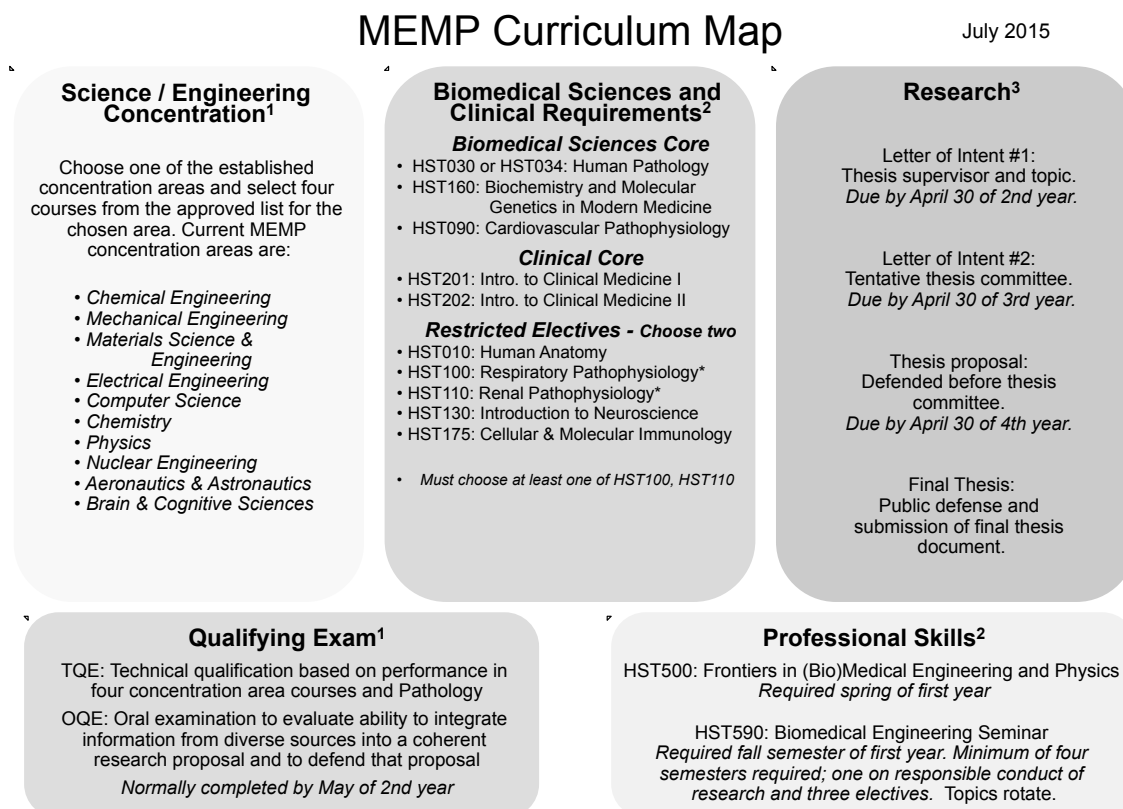 MEMP Curriculum Map
July 2015
Science / Engineering
Concentration¹
Choose one of the established
concentration areas and select four
courses from the approved list for the
chosen area. Current MEMP
concentration areas are:
• Chemical Engineering
• Mechanical Engineering
• Materials Science &
Engineering
• Electrical Engineering
• Computer Science
• Chemistry
• Physics
• Nuclear Engineering
• Aeronautics & Astronautics
• Brain & Cognitive Sciences
Biomedical Sciences and
Clinical Requirements²
Biomedical Sciences Core
• HST030 or HST034: Human Pathology
• HST160: Biochemistry and Molecular
Genetics in Modern Medicine
• HST090: Cardiovascular Pathophysiology
Clinical Core
• HST201: Intro. to Clinical Medicine I
• HST202: Intro. to Clinical Medicine II
Restricted Electives - Choose two
• HST010: Human Anatomy
• HST100: Respiratory Pathophysiology*
• HST110: Renal Pathophysiology*
• HST130: Introduction to Neuroscience
• HST175: Cellular & Molecular Immunology
• Must choose at least one of HST100, HST110
Research³
Letter of Intent #1:
Thesis supervisor and topic.
Due by April 30 of 2nd year.
Letter of Intent #2:
Tentative thesis committee.
Due by April 30 of 3rd year.
Thesis proposal:
Defended before thesis
committee.
Due by April 30 of 4th year.
Final Thesis:
Public defense and
submission of final thesis
document.
Qualifying Exam¹
TQE: Technical qualification based on performance in
four concentration area courses and Pathology
OQE: Oral examination to evaluate ability to integrate
information from diverse sources into a coherent
research proposal and to defend that proposal
Normally completed by May of 2nd year
Professional Skills²
HST500: Frontiers in (Bio)Medical Engineering and Physics
Required spring of first year
HST590: Biomedical Engineering Seminar
Required fall semester of first year. Minimum of four
semesters required; one on responsible conduct of
research and three electives. Topics rotate.